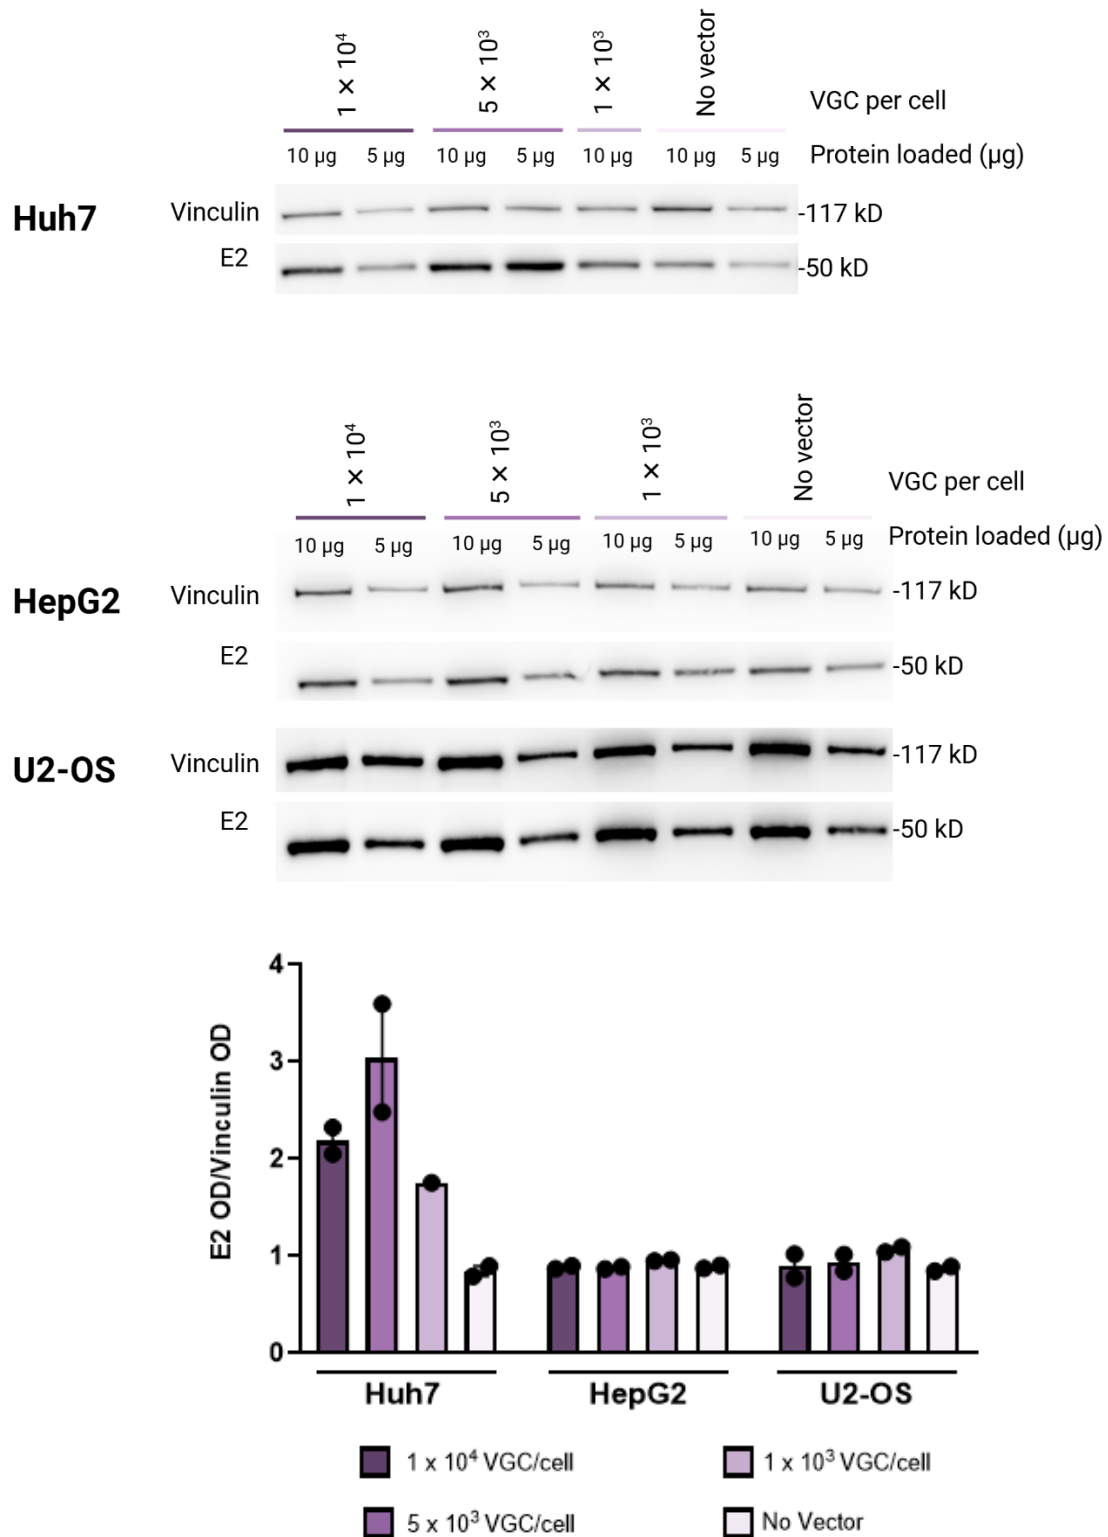 1 × 10⁴ 5 × 10³ 1 × 10³ No vector VGC per cell
10 µg 5 µg 10 µg 5 µg 10 µg 10 µg 5 µg Protein loaded (µg)
Huh7 Vinculin -117 kD
E2 -50 kD
1 × 10⁴ 5 × 10³ 1 × 10³ No vector VGC per cell
10 µg 5 µg 10 µg 5 µg 10 µg 5 µg 10 µg 5 µg Protein loaded (µg)
HepG2 Vinculin -117 kD
E2 -50 kD
U2-OS Vinculin -117 kD
E2 -50 kD
E2 OD/Vinculin OD
4
3
2
1
0
Huh7 HepG2 U2-OS
1 x 10⁴ VGC/cell 1 x 10³ VGC/cell
5 x 10³ VGC/cell No Vector